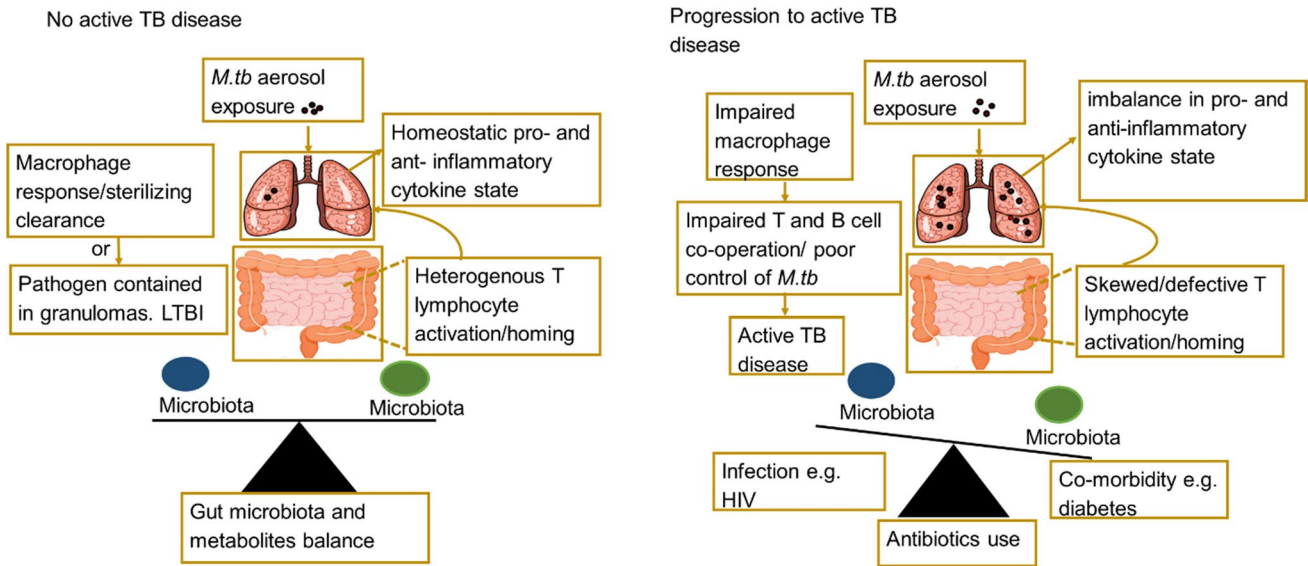 No active TB disease
M.tb aerosol
exposure
Homeostatic pro- and
ant- inflammatory
cytokine state
Macrophage
response/sterilizing
clearance
or
Pathogen contained
in granulomas. LTBI
Heterogenous T
lymphocyte
activation/homing
Microbiota
Microbiota
Gut microbiota and
metabolites balance
Progression to active TB
disease
M.tb aerosol
exposure
imbalance in pro- and
anti-inflammatory
cytokine state
Impaired
macrophage
response
Impaired T and B cell
co-operation/ poor
control of M.tb
Active TB
disease
Skewed/defective T
lymphocyte
activation/homing
Microbiota
Microbiota
Infection e.g.
HIV
Co-morbidity e.g.
diabetes
Antibiotics use